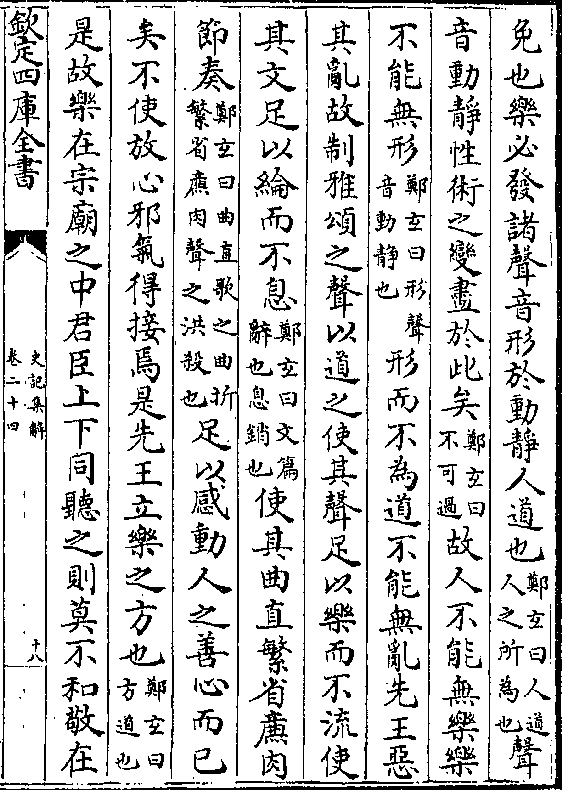 免也樂必發諸聲音形於動靜人道也鄭玄曰人道人之所為也聲
音動靜性術之變盡於此矣鄭玄曰不可過故人不能無樂樂
不能無形鄭玄曰形聲音動靜也形而不為道不能無亂先王惡
其亂故制雅頌之聲以道之使其聲足以樂而不流使
其文足以綸而不息鄭玄曰文篇辭也息銷也使其曲直繁省廉肉
節奏鄭玄曰曲直歌之曲折繁省廉肉聲之洪殺也足以感動人之善心而已
矣不使放心邪氣得接焉是先王立樂之方也鄭玄曰方道也
是故樂在宗廟之中君臣上下同聽之則莫不和敬在
欽定四庫全書
史記集解
卷二十四
十八